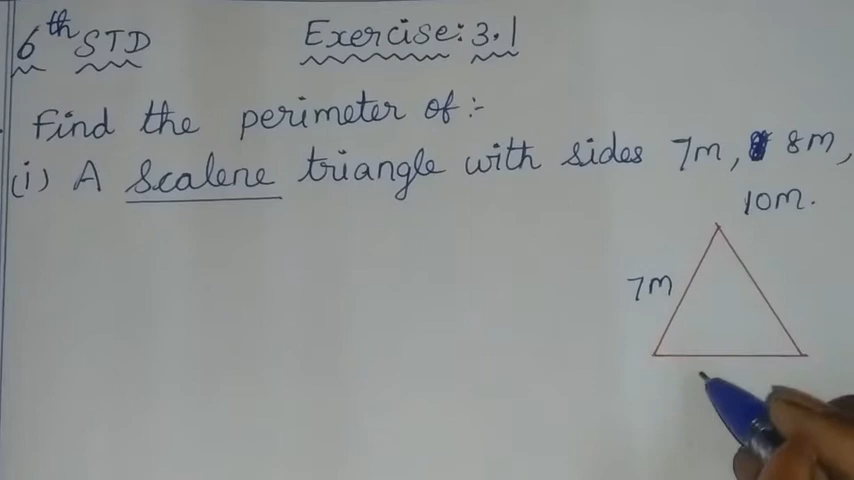 6th STD Exercise: 3.1
Find the perimeter of:-
(i) A Scalene triangle with sides 7m, 8m,
10m.
7m